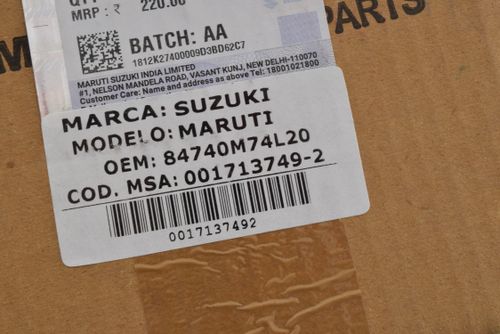 MRP : ₹ 220.00
PARTS
M
BATCH: AA
1812K27400009D3BD62C7
MARUTI SUZUKI INDIA LIMITED
#1, NELSON MANDELA ROAD, VASANT KUNJ, NEW DELHI-110070
Customer Care: Name and address as above Tel: 18001021800
MARCA: SUZUKI
MODELO: MARUTI
OEM: 84740M74L20
COD. MSA: 001713749-2
0017137492